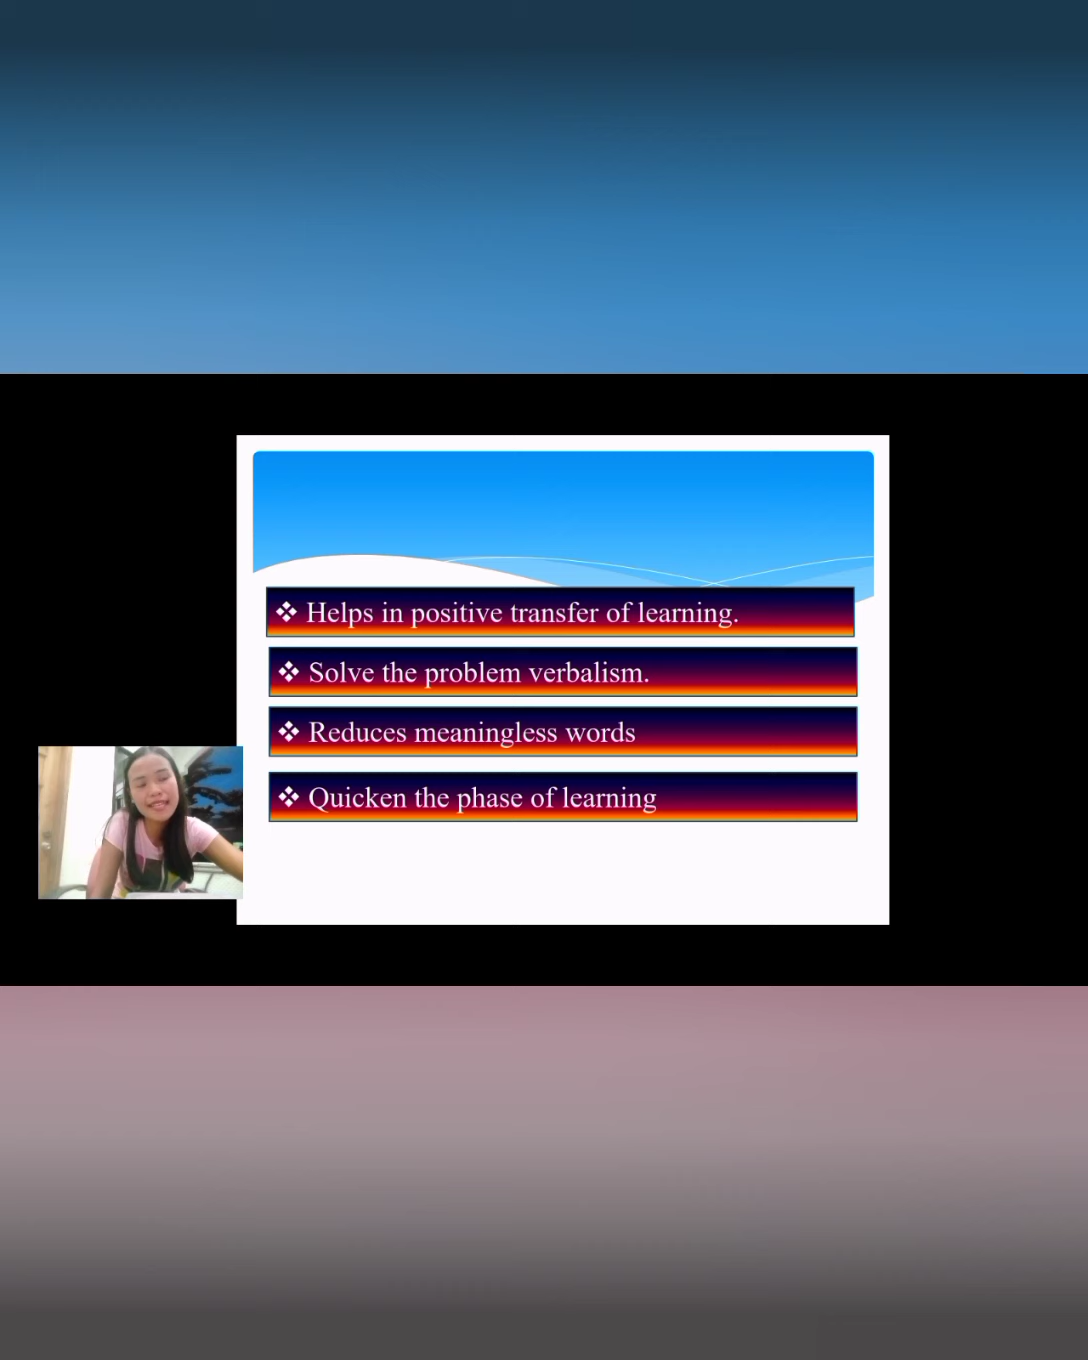 ❖ Helps in positive transfer of learning.
❖ Solve the problem verbalism.
❖ Reduces meaningless words
❖ Quicken the phase of learning